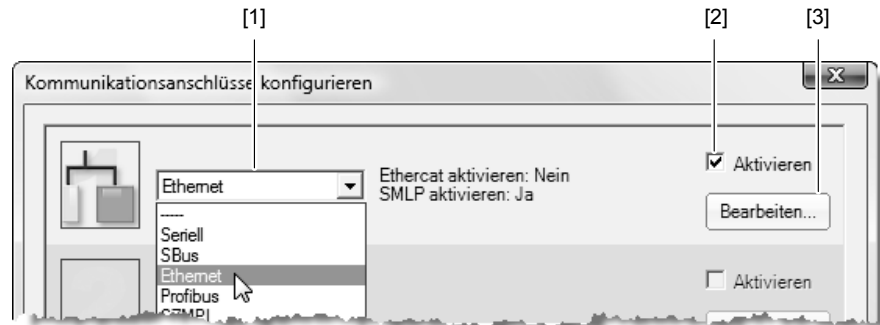 [1] [2] [3]
Kommunikationsanschlüsse konfigurieren
Ethernet
Ethercat aktivieren: Nein
SMLP aktivieren: Ja
Aktivieren
Bearbeiten...
-----
Seriell
SBus
Ethernet
Profibus
Aktivieren